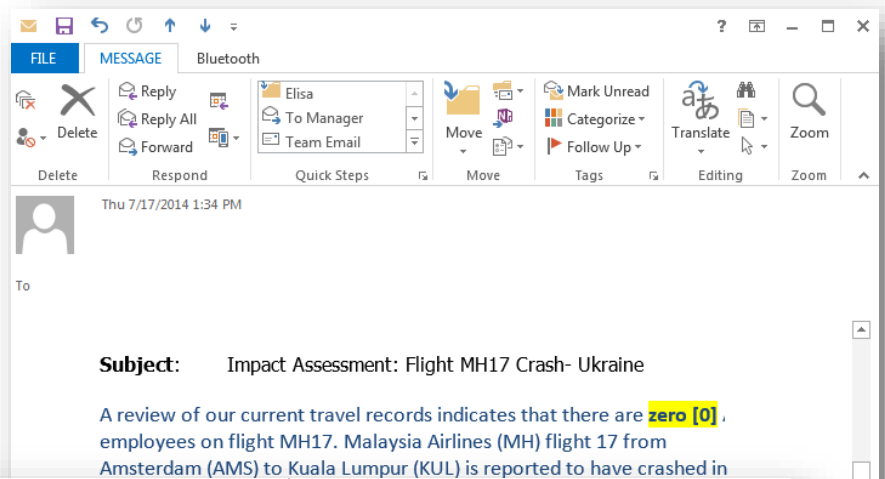 ?
FILE MESSAGE Bluetooth
Reply
Reply All
Forward
Delete
Elisa
To Manager
Team Email
Move
Mark Unread
Categorize
Follow Up
Translate
Zoom
Delete Respond Quick Steps Move Tags Editing Zoom
Thu 7/17/2014 1:34 PM
To
Subject: Impact Assessment: Flight MH17 Crash- Ukraine
A review of our current travel records indicates that there are zero [0]
employees on flight MH17. Malaysia Airlines (MH) flight 17 from
Amsterdam (AMS) to Kuala Lumpur (KUL) is reported to have crashed in